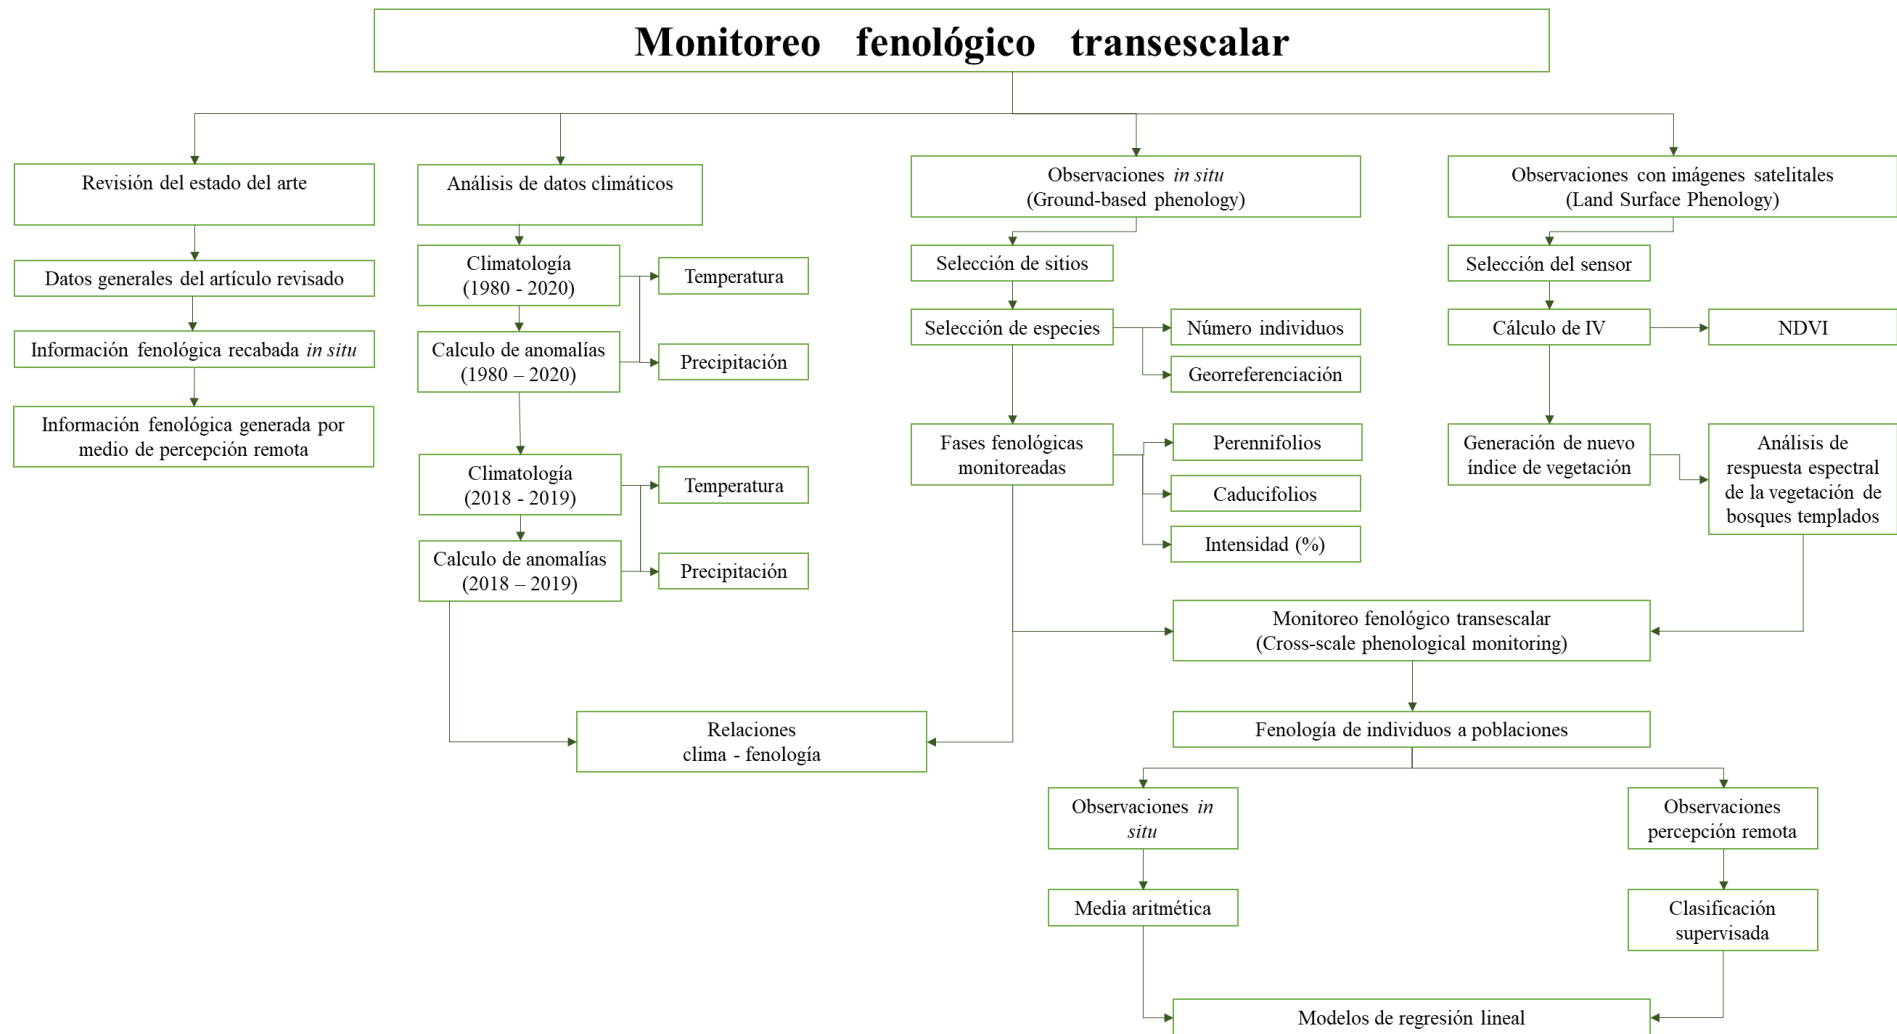 Monitoreo fenológico transescalar
Revisión del estado del arte
Datos generales del artículo revisado
Información fenológica recabada in situ
Información fenológica generada por
medio de percepción remota
Análisis de datos climáticos
Climatología
(1980 - 2020)
Temperatura
Calculo de anomalías
(1980 – 2020)
Precipitación
Climatología
(2018 - 2019)
Temperatura
Calculo de anomalías
(2018 – 2019)
Precipitación
Relaciones
clima - fenología
Observaciones in situ
(Ground-based phenology)
Selección de sitios
Selección de especies
Número individuos
Georreferenciación
Fases fenológicas
monitoreadas
Perennifolios
Caducifolios
Intensidad (%)
Observaciones con imágenes satelitales
(Land Surface Phenology)
Selección del sensor
Cálculo de IV
NDVI
Generación de nuevo
índice de vegetación
Análisis de
respuesta espectral
de la vegetación de
bosques templados
Monitoreo fenológico transescalar
(Cross-scale phenological monitoring)
Fenología de individuos a poblaciones
Observaciones in
situ
Media aritmética
Observaciones
percepción remota
Clasificación
supervisada
Modelos de regresión lineal